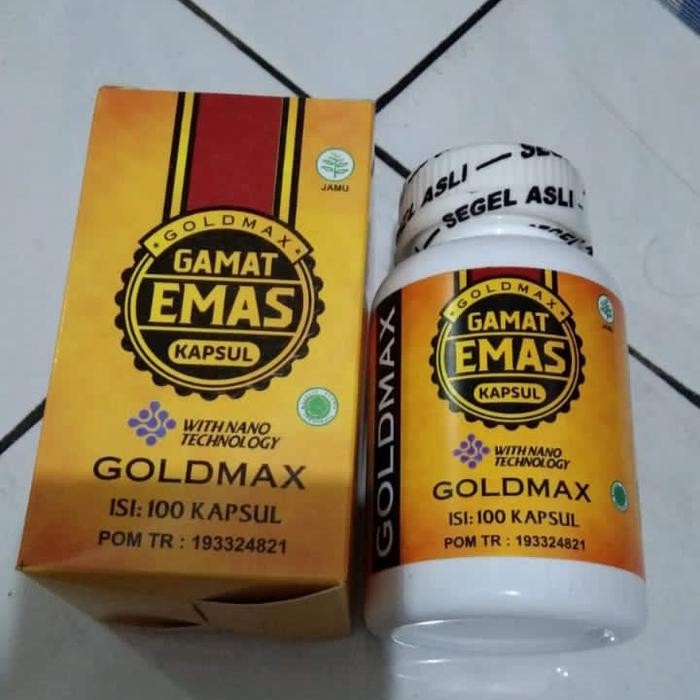 JAMU
GOLDMAX
GAMAT
EMAS
KAPSUL
WITH NANO
TECHNOLOGY
GOLDMAX
ISI: 100 KAPSUL
POM TR : 193324821
SEGEL ASLI
SEGEL ASLI
GOLDMAX
GOLDMAX
GAMAT
EMAS
KAPSUL
WITH NANO
TECHNOLOGY
GOLDMAX
ISI: 100 KAPSUL
POM TR : 193324821